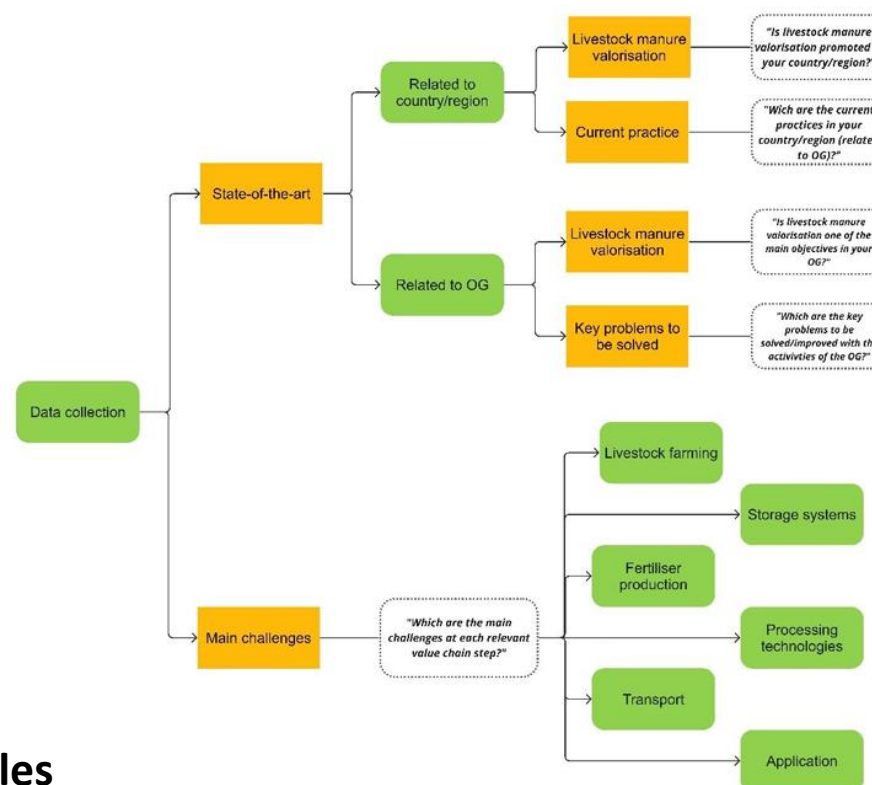 Livestock manure
valorisation
"Is livestock manure
valorisation promoted
your country/region?"
Related to
country/region
Current practice
"Wich are the current
practices in your
country/region (relate
to OG)?"
State-of-the-art
Livestock manure
valorisation
"Is livestock manure
valorisation one of the
main objectives in your
OG?"
Related to OG
Key problems to
be solved
"Which are the key
problems to be
solved/improved with th
activivties of the OG?"
Data collection
Livestock farming
Storage systems
Fertiliser
production
Main challenges
"Which are the main
challenges at each relevant
value chain step?"
Processing
technologies
Transport
Application
les